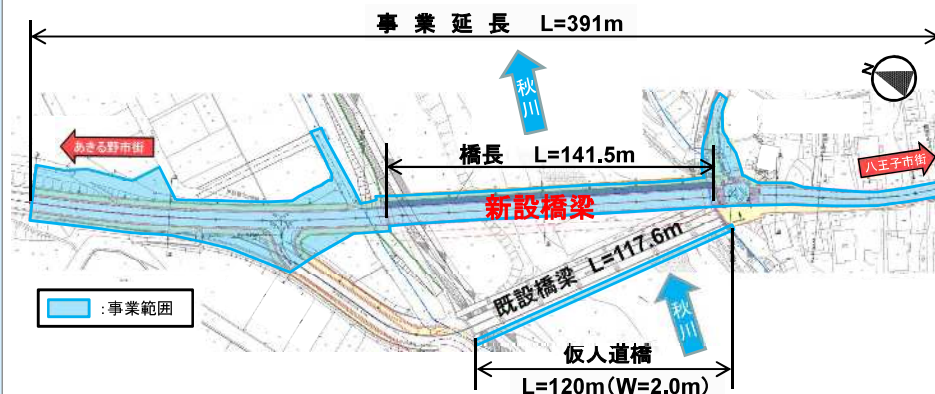 事業延長 L=391m
秋川
N
あきる野市街
橋長 L=141.5m
八王子市街
新設橋梁
既設橋梁 L=117.6m
:事業範囲
秋川
仮人道橋
L=120m(W=2.0m)